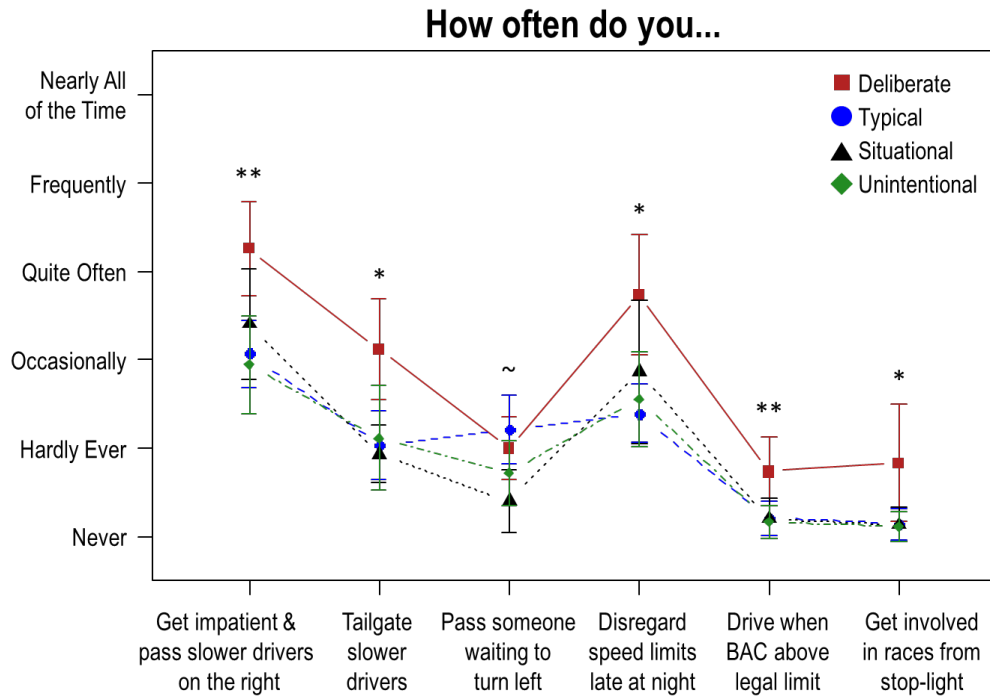 How often do you...
Nearly All
of the Time
Frequently
Quite Often
Occasionally
Hardly Ever
Never
Deliberate
Typical
Situational
Unintentional
**
*
~
*
**
*
Get impatient &
pass slower drivers
on the right
Tailgate
slower
drivers
Pass someone
waiting to
turn left
Disregard
speed limits
late at night
Drive when
BAC above
legal limit
Get involved
in races from
stop-light